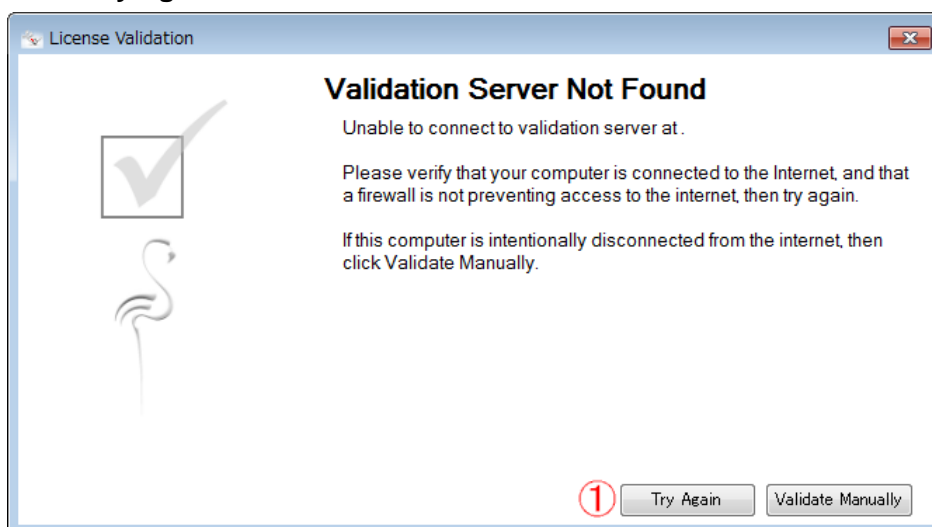 License Validation
Validation Server Not Found
Unable to connect to validation server at .
Please verify that your computer is connected to the Internet, and that
a firewall is not preventing access to the internet, then try again.
If this computer is intentionally disconnected from the internet, then
click Validate Manually.
① Try Again Validate Manually